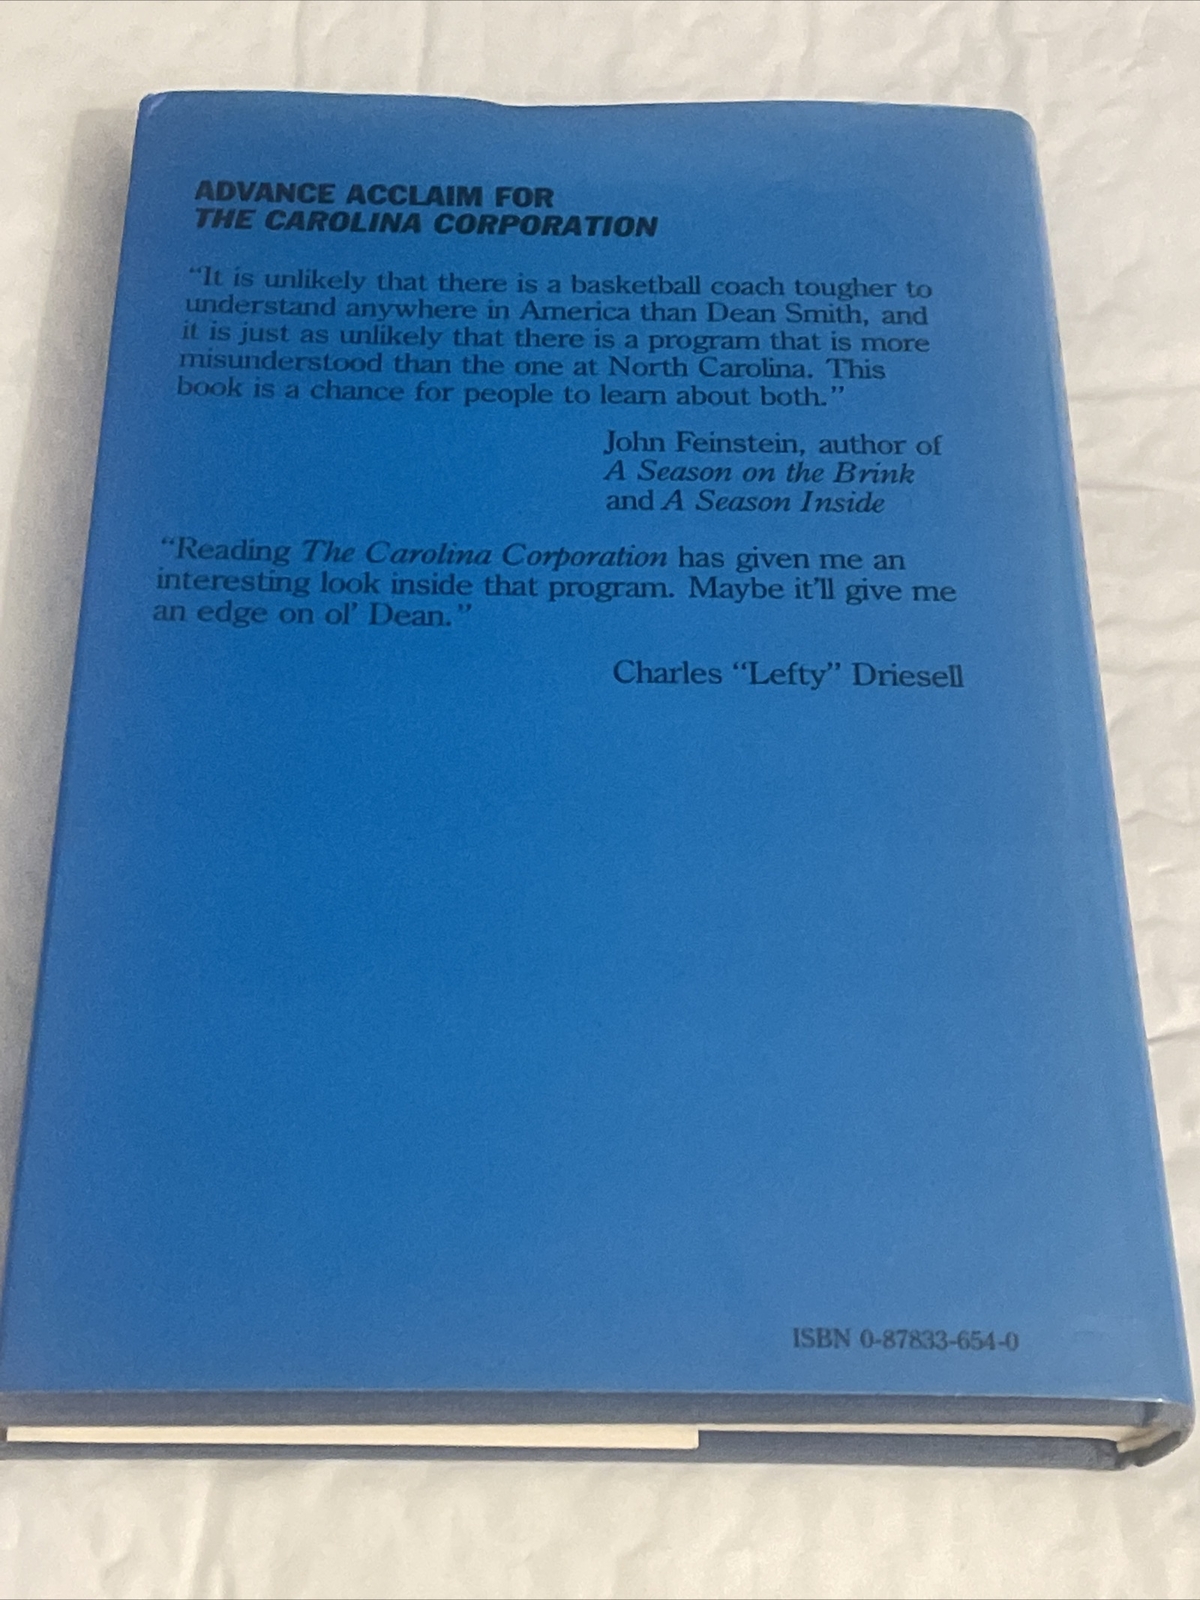 ADVANCE ACCLAIM FOR
THE CAROLINA CORPORATION
“It is unlikely that there is a basketball coach tougher to
understand anywhere in America than Dean Smith, and
it is just as unlikely that there is a program that is more
misunderstood than the one at North Carolina. This
book is a chance for people to learn about both.”
John Feinstein, author of
A Season on the Brink
and A Season Inside
“Reading The Carolina Corporation has given me an
interesting look inside that program. Maybe it’ll give me
an edge on ol’ Dean.”
Charles “Lefty” Driesell
ISBN 0-87833-654-0